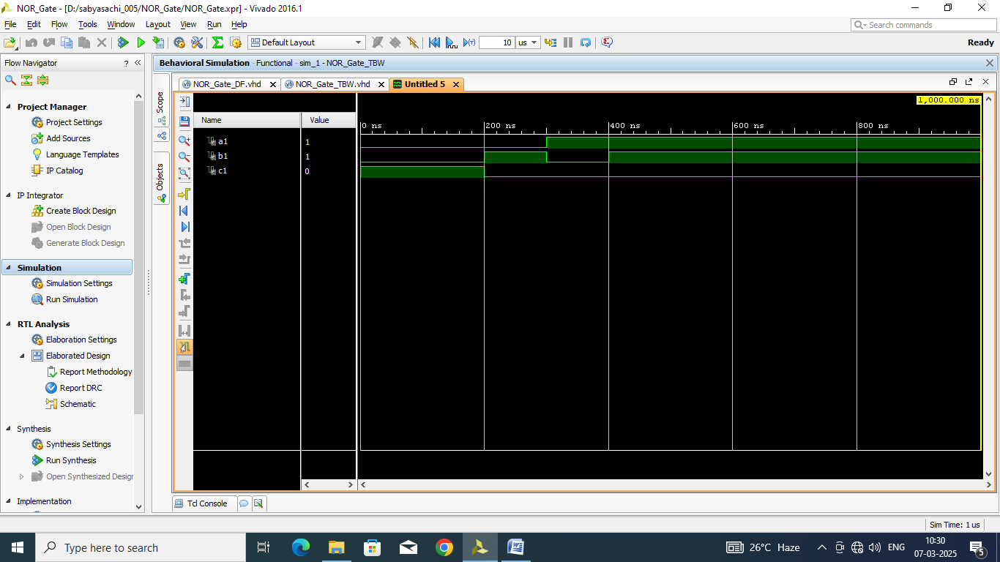 NOR_Gate - [D:/sabyasachi_005/NOR_Gate/NOR_Gate.xpr] - Vivado 2016.1
File Edit Flow Tools Window Layout View Run Help
Search commands
Default Layout
10 us
Ready
Flow Navigator ? «
Project Manager
Project Settings
Add Sources
Language Templates
IP Catalog
IP Integrator
Create Block Design
Open Block Design
Generate Block Design
Simulation
Simulation Settings
Run Simulation
RTL Analysis
Elaboration Settings
Elaborated Design
Report Methodology
Report DRC
Schematic
Synthesis
Synthesis Settings
Run Synthesis
Open Synthesized Design
Implementation
Behavioral Simulation - Functional - sim_1 - NOR_Gate_TBW
Scope
Objects
NOR_Gate_DF.vhd
NOR_Gate_TBW.vhd
Untitled 5
Name Value
a1 1
b1 1
c1 0
1,000.000 ns
0 ns 200 ns 400 ns 600 ns 800 ns
Tcl Console
Sim Time: 1 us
Type here to search
26°C Haze
ENG
10:30
07-03-2025
5